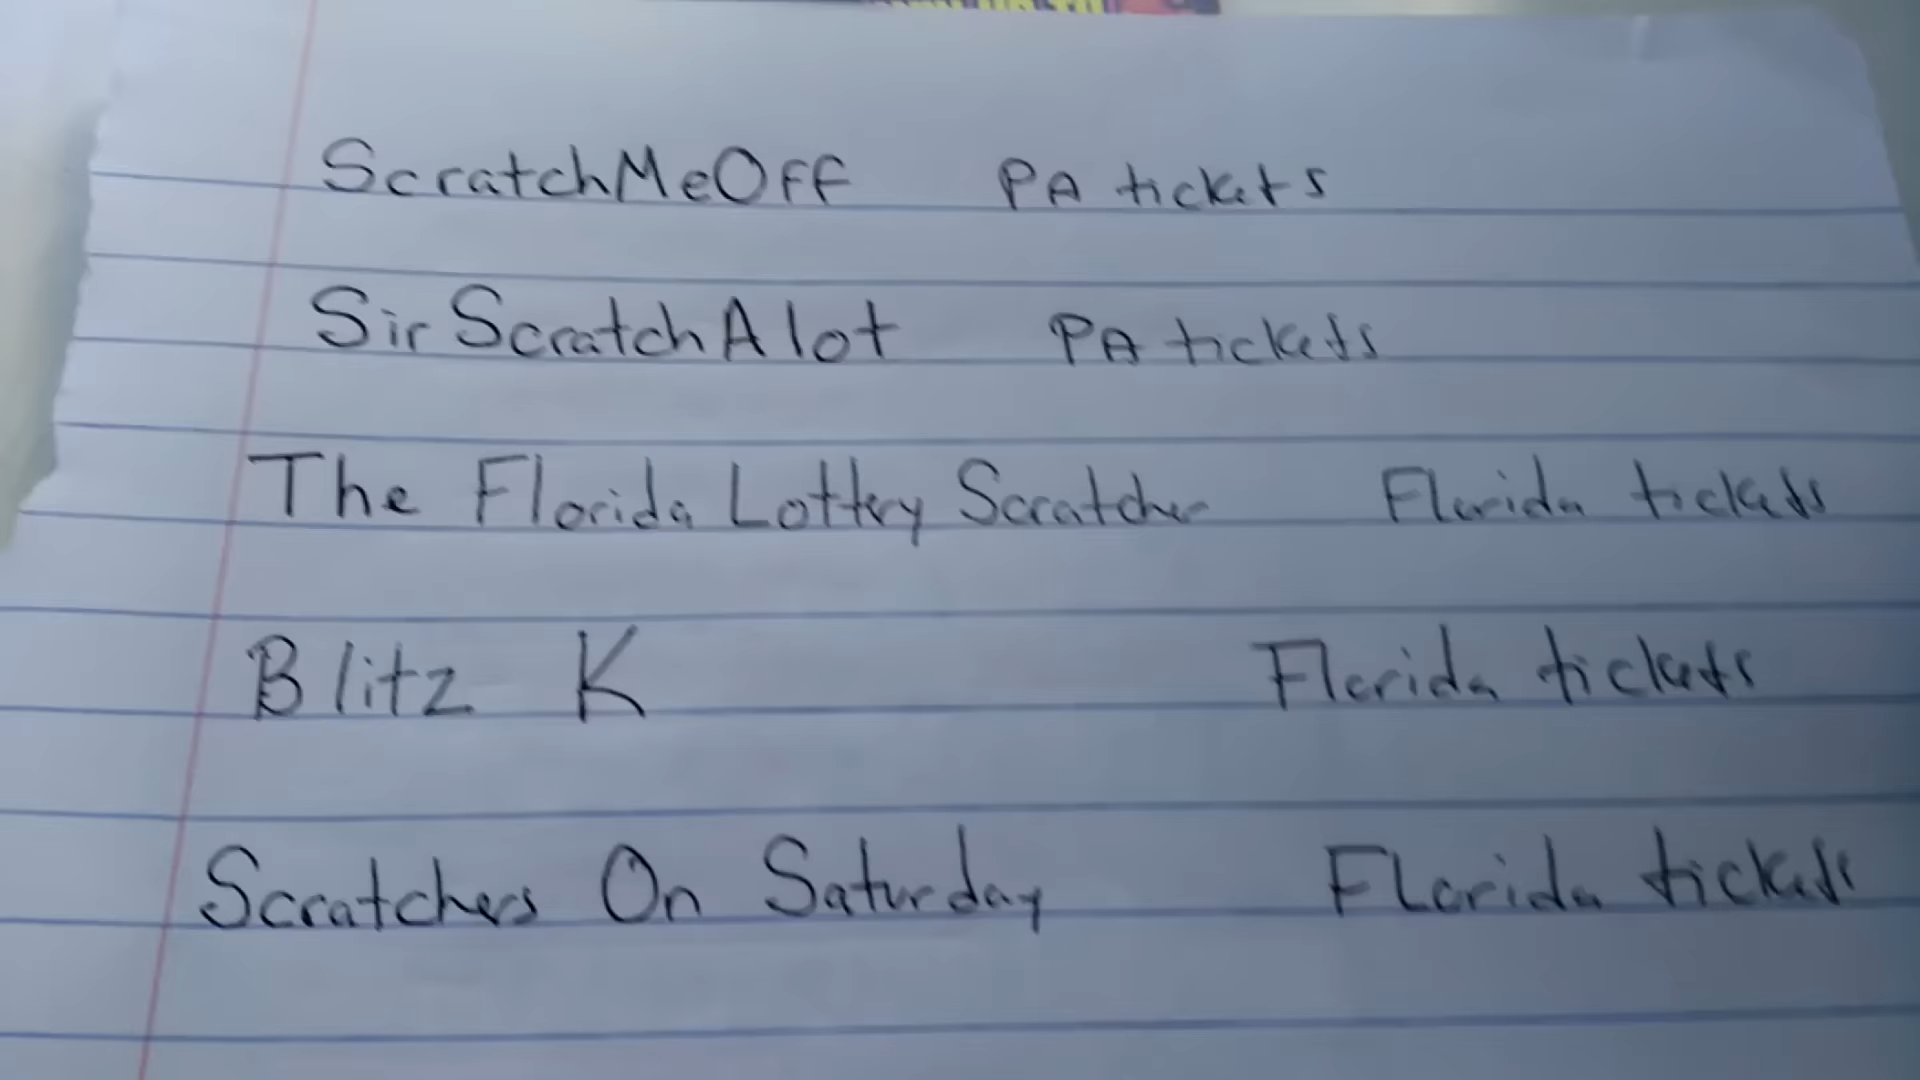 ScratchMeOff PA tickets
SirScratchAlot PA tickets
The Florida Lottery Scratcher Florida tickets
Blitz K Florida tickets
Scratchers On Saturday Florida tickets